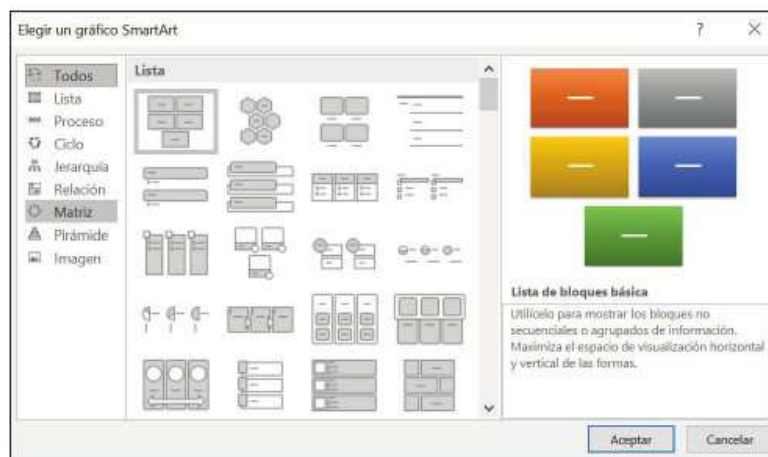 Elegir un gráfico SmartArt
?
Todos
Lista
Proceso
Ciclo
Jerarquía
Relación
Matriz
Pirámide
Imagen
Lista
Lista de bloques básica
Utilícelo para mostrar los bloques no
secuenciales o agrupados de información.
Maximiza el espacio de visualización horizontal
y vertical de las formas.
Aceptar
Cancelar